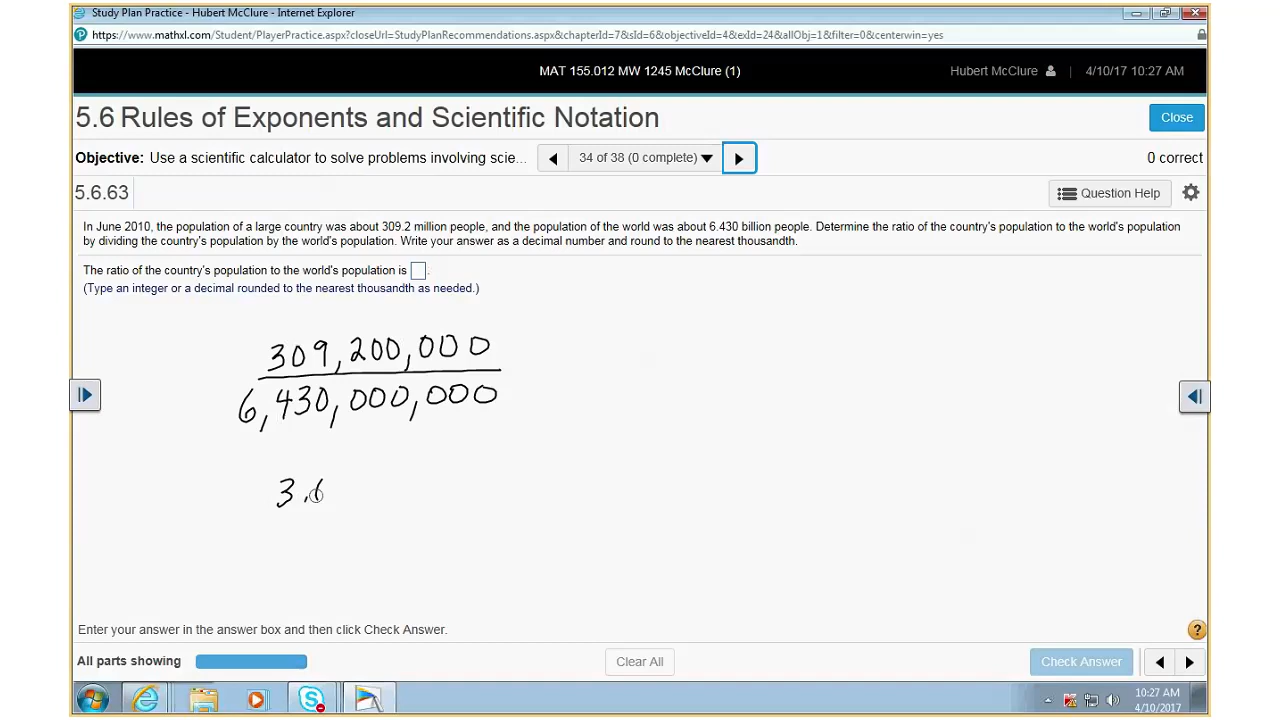 Study Plan Practice - Hubert McClure - Internet Explorer
https://www.mathxl.com/Student/PlayerPractice.aspx?closeUrl=StudyPlanRecommendations.aspx&chapterId=7&sId=6&objectiveId=4&exId=24&allObj=1&filter=0&centerwin=yes
MAT 155.012 MW 1245 McClure (1)
Hubert McClure | 4/10/17 10:27 AM
5.6 Rules of Exponents and Scientific Notation
Close
Objective: Use a scientific calculator to solve problems involving scie...
34 of 38 (0 complete)
0 correct
5.6.63
Question Help
In June 2010, the population of a large country was about 309.2 million people, and the population of the world was about 6.430 billion people. Determine the ratio of the country's population to the world's population
by dividing the country's population by the world's population. Write your answer as a decimal number and round to the nearest thousandth.
The ratio of the country's population to the world's population is .
(Type an integer or a decimal rounded to the nearest thousandth as needed.)
309,200,000
6,430,000,000
3.
Enter your answer in the answer box and then click Check Answer.
?
All parts showing
Clear All
Check Answer
10:27 AM
4/10/2017